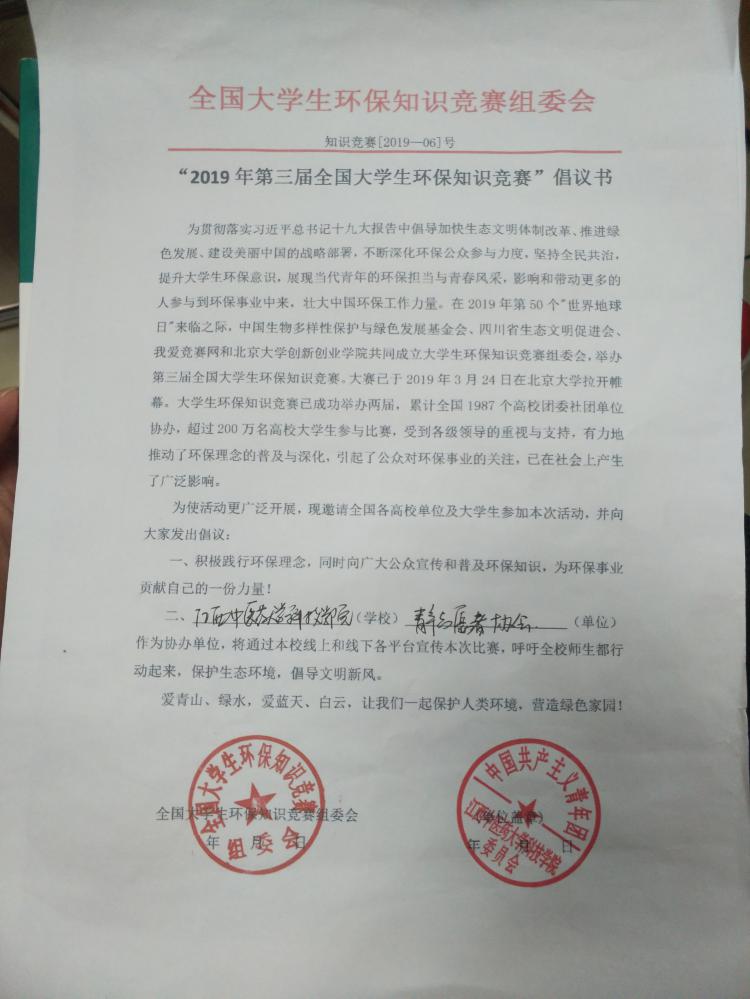 全国大学生环保知识竞赛组委会
知识竞赛[2019—06]号
“2019 年第三届全国大学生环保知识竞赛”倡议书
为贯彻落实习近平总书记十九大报告中倡导加快生态文明体制改革、推进绿
色发展、建设美丽中国的战略部署，不断深化环保公众参与力度，坚持全民共治，
提升大学生环保意识，展现当代青年的环保担当与青春风采，影响和带动更多的
人参与到环保事业中来，壮大中国环保工作力量。在 2019 年第 50 个"世界地球
日"来临之际，中国生物多样性保护与绿色发展基金会、四川省生态文明促进会、
我爱竞赛网和北京大学创新创业学院共同成立大学生环保知识竞赛组委会，举办
第三届全国大学生环保知识竞赛。大赛已于 2019 年 3 月 24 日在北京大学拉开帷
幕。大学生环保知识竞赛已成功举办两届，累计全国 1987 个高校团委社团单位
协办，超过 200 万名高校大学生参与比赛，受到各级领导的重视与支持，有力地
推动了环保理念的普及与深化，引起了公众对环保事业的关注，已在社会上产生
了广泛影响。
为使活动更广泛开展，现邀请全国各高校单位及大学生参加本次活动，并向
大家发出倡议：
一、积极践行环保理念，同时向广大公众宣传和普及环保知识，为环保事业
贡献自己的一份力量！
二、江西中医药大学科技学院（学校）青年志愿者协会（单位）
作为协办单位，将通过本校线上和线下各平台宣传本次比赛，呼吁全校师生都行
动起来，保护生态环境，倡导文明新风。
爱青山、绿水，爱蓝天、白云，让我们一起保护人类环境，营造绿色家园！
全国大学生环保知识竞赛
组委会
全国大学生环保知识竞赛组委会
年 月 日
中国共产主义青年团
江西中医药大学科技学院
委员会
（单位盖章）
年 月 日